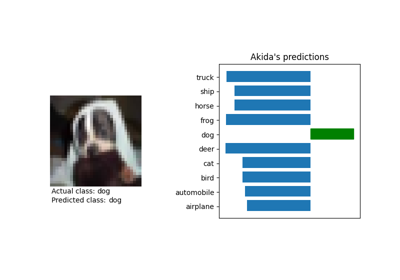 Akida's predictions
truck
ship
horse
frog
dog
deer
cat
bird
automobile
airplane
Actual class: dog
Predicted class: dog